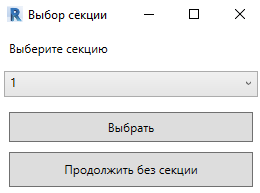 Выбор секции
Выберите секцию
1
Выбрать
Продолжить без секции